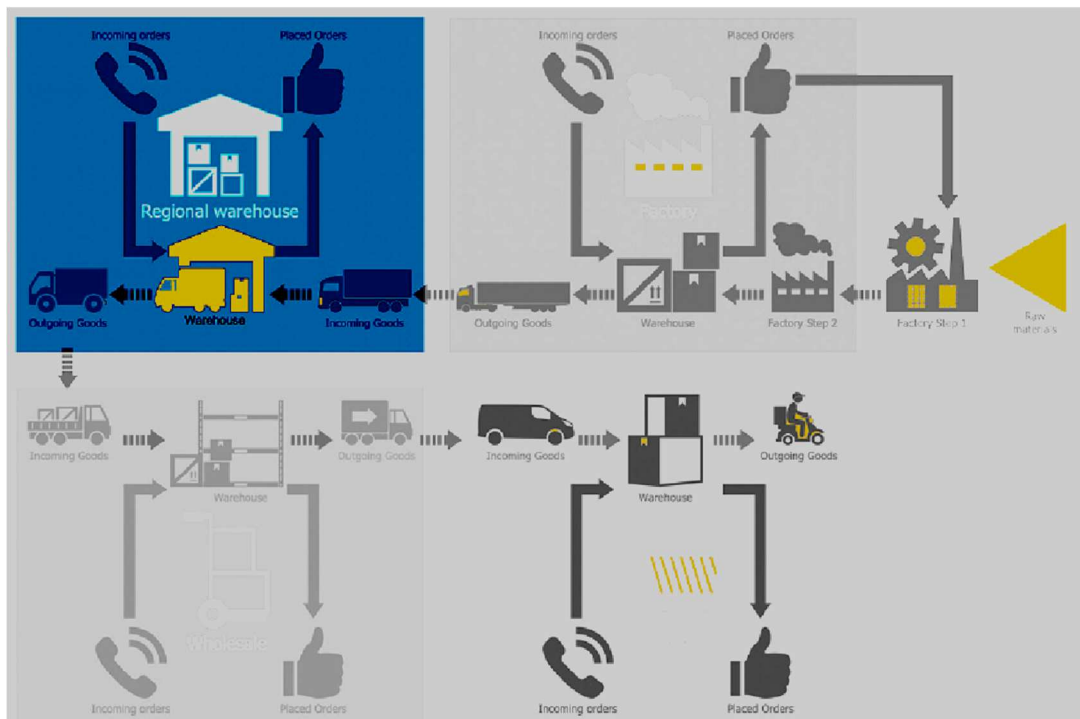 Incoming orders
Placed Orders
Incoming orders
Placed Orders
Regional warehouse
Factory
Outgoing Goods
Warehouse
Incoming Goods
Outgoing Goods
Warehouse
Factory Step 2
Factory Step 1
Raw
materials
Incoming Goods
Outgoing Goods
Incoming Goods
Outgoing Goods
Warehouse
Warehouse
Wholesale
Incoming orders
Placed Orders
Incoming orders
Placed Orders